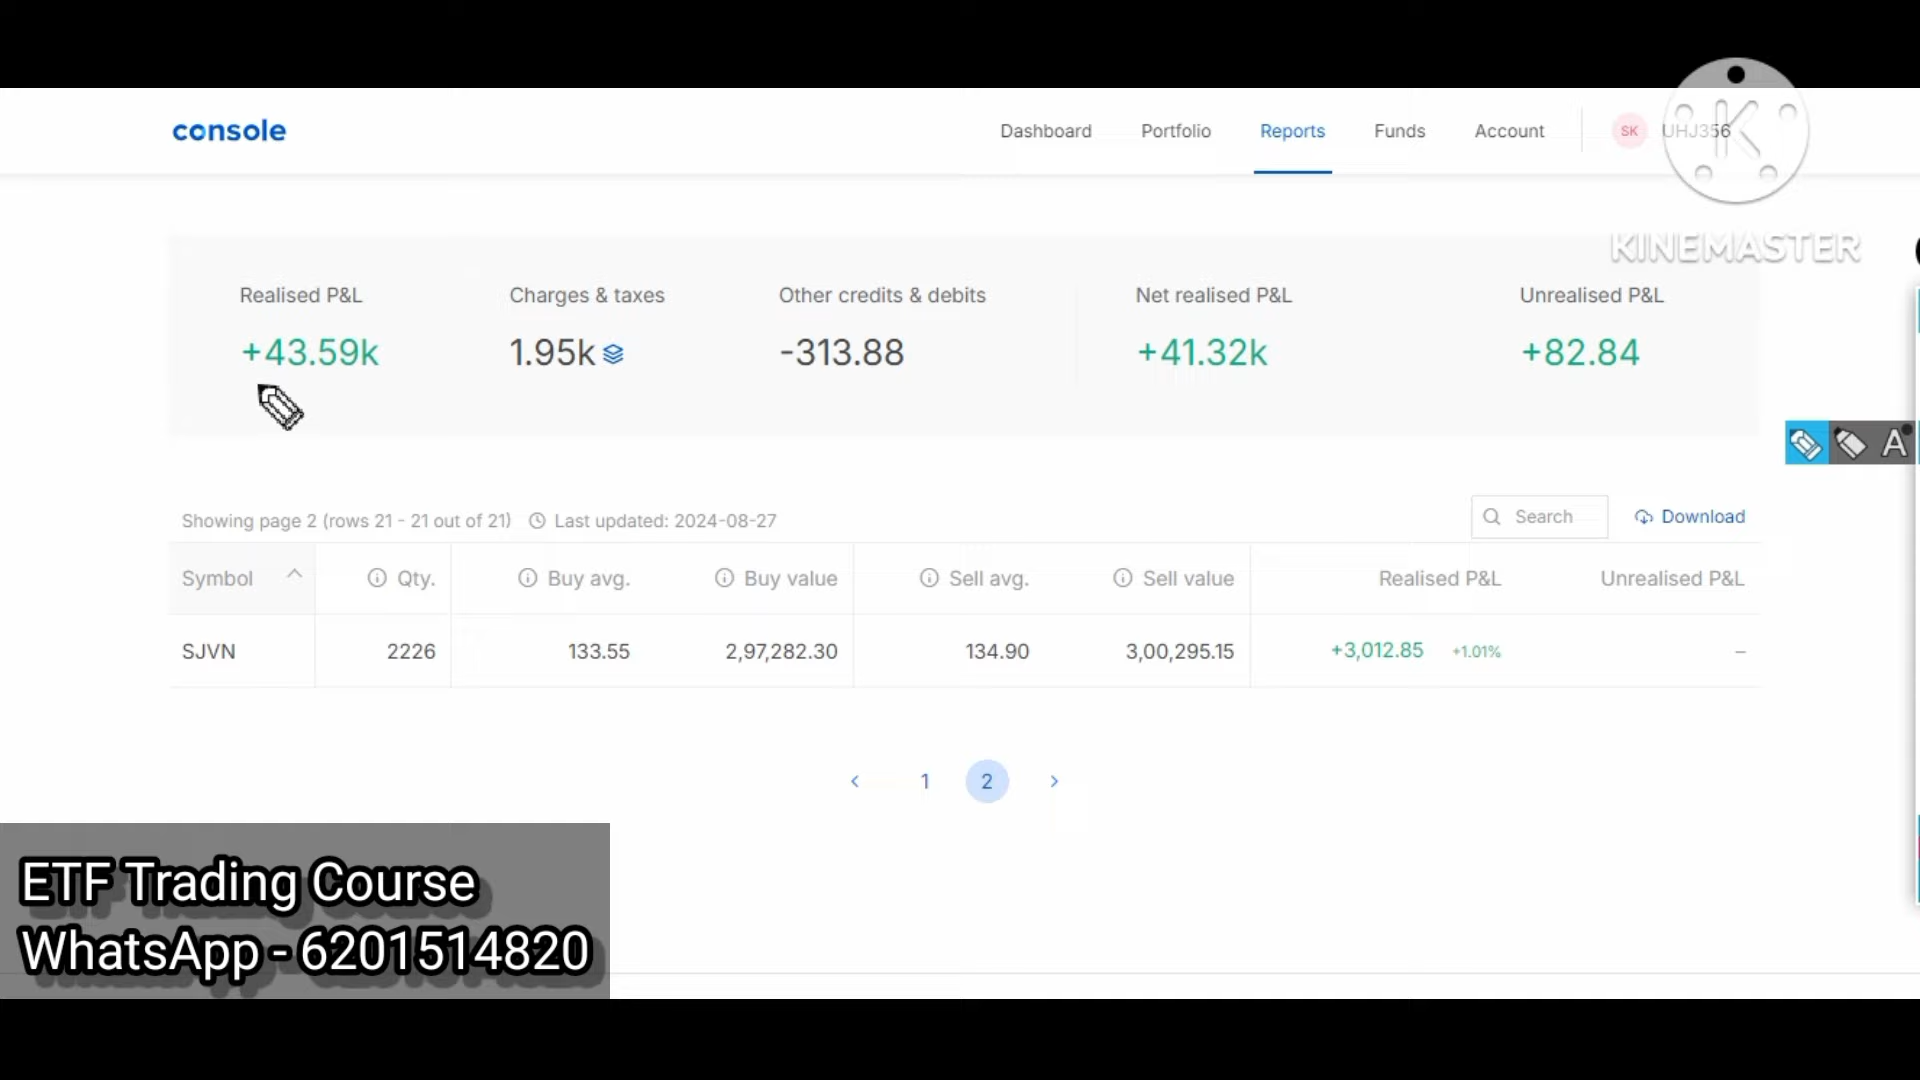 console
Dashboard Portfolio Reports Funds Account SK UHJ356
KINEMASTER
Realised P&L Charges & taxes Other credits & debits Net realised P&L Unrealised P&L
+43.59k 1.95k -313.88 +41.32k +82.84
A
Showing page 2 (rows 21 - 21 out of 21) Last updated: 2024-08-27 Search Download
Symbol Qty. Buy avg. Buy value Sell avg. Sell value Realised P&L Unrealised P&L
SJVN 2226 133.55 2,97,282.30 134.90 3,00,295.15 +3,012.85 +1.01% –
1 2
ETF Trading Course
WhatsApp - 6201514820